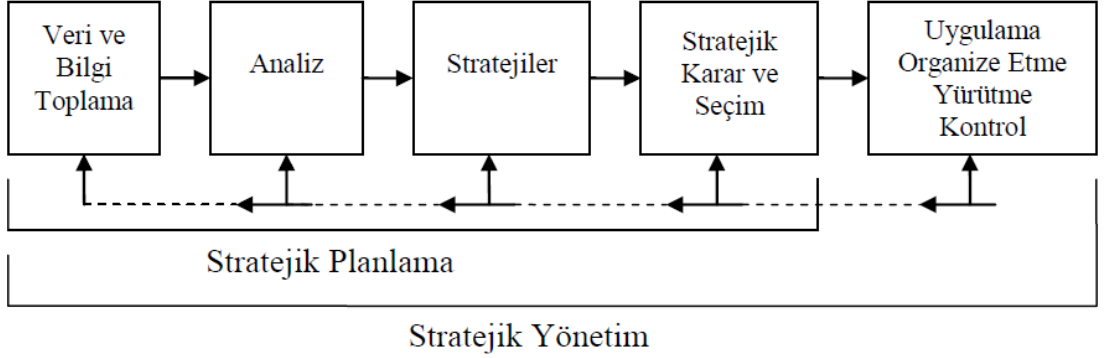 Veri ve
Bilgi
Toplama
Analiz
Stratejiler
Stratejik
Karar ve
Seçim
Uygulama
Organize Etme
Yürütme
Kontrol
Stratejik Planlama
Stratejik Yönetim